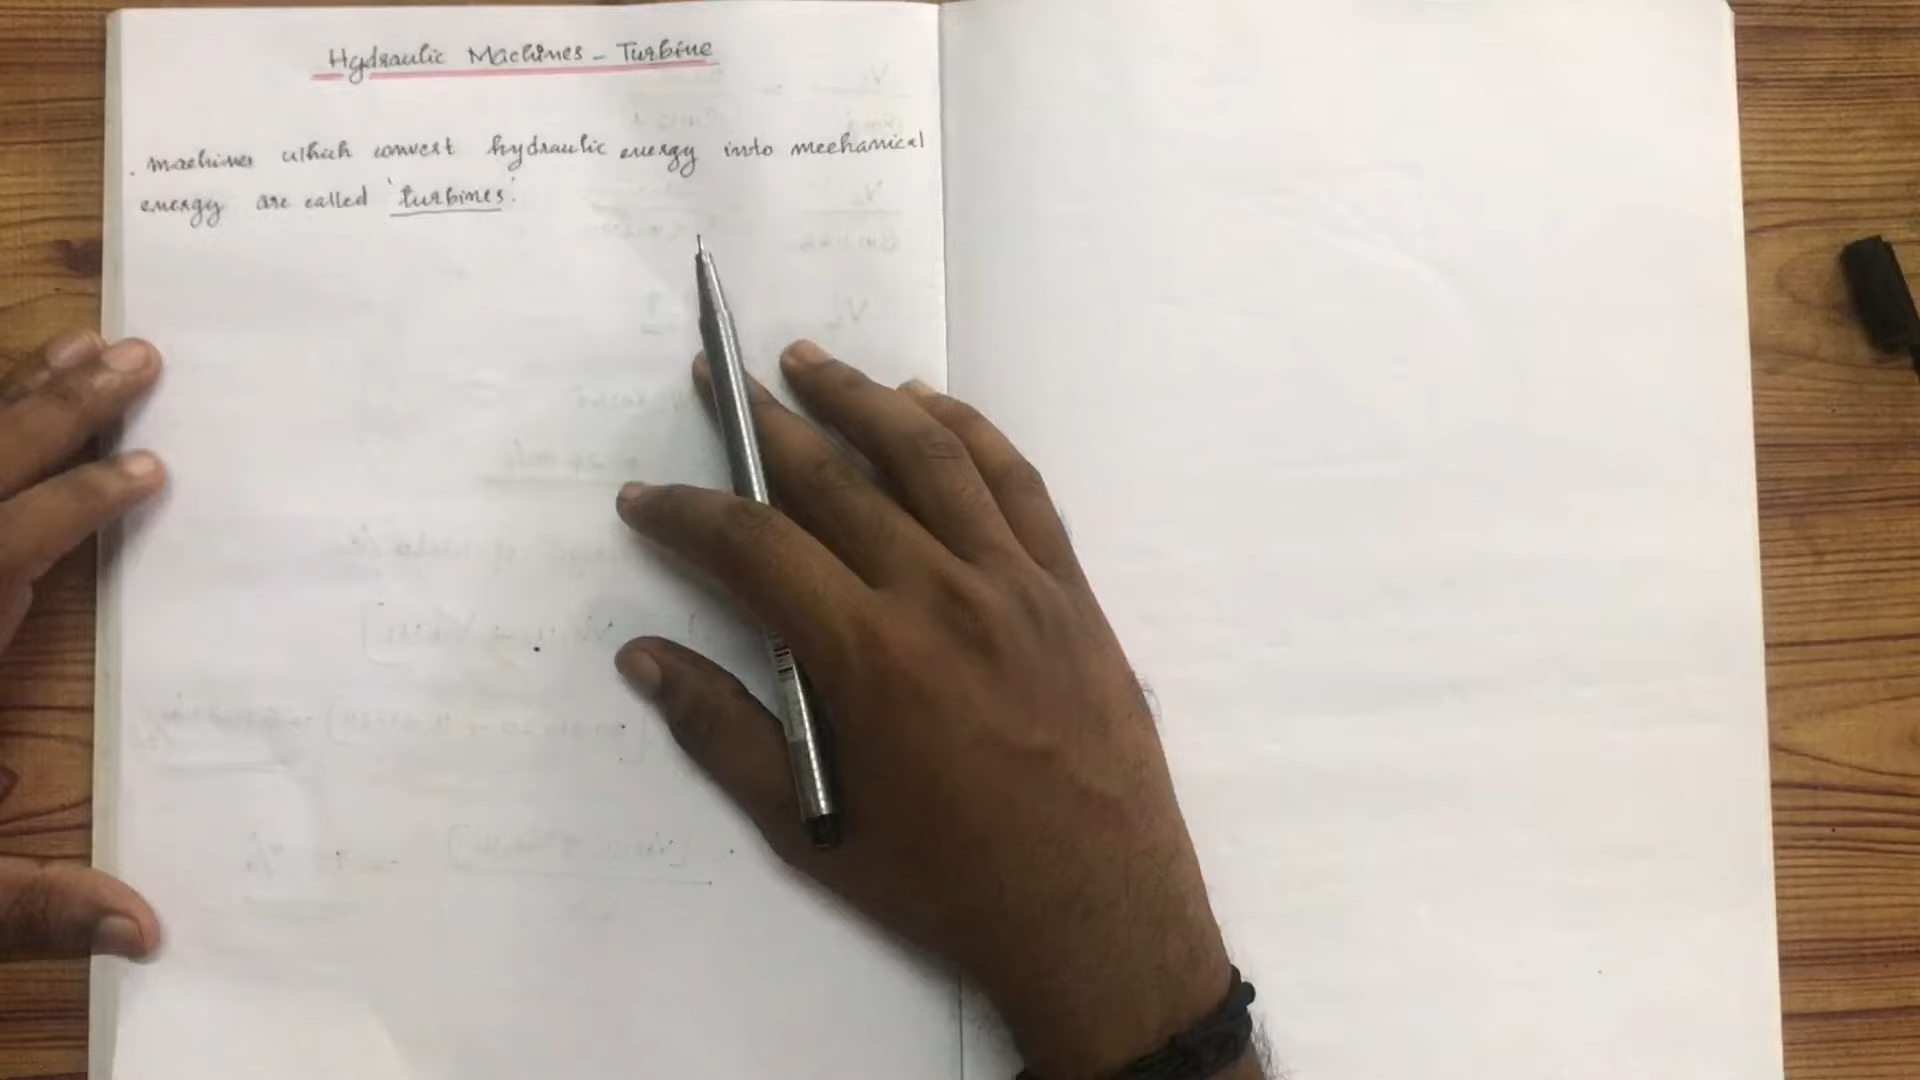 Hydraulic Machines - Turbine
. machines which convert hydraulic energy into mechanical
energy are called 'turbines'.